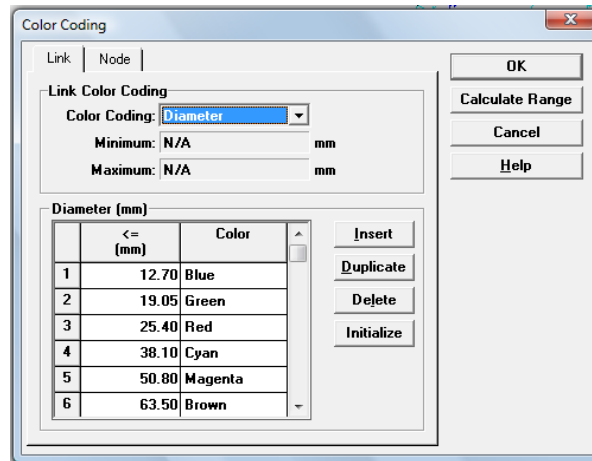 Color Coding
Link Node
Link Color Coding
Color Coding: Diameter
Minimum: N/A mm
Maximum: N/A mm
OK
Calculate Range
Cancel
Help
Diameter (mm)
<= (mm) Color
1 12.70 Blue
2 19.05 Green
3 25.40 Red
4 38.10 Cyan
5 50.80 Magenta
6 63.50 Brown
Insert
Duplicate
Delete
Initialize